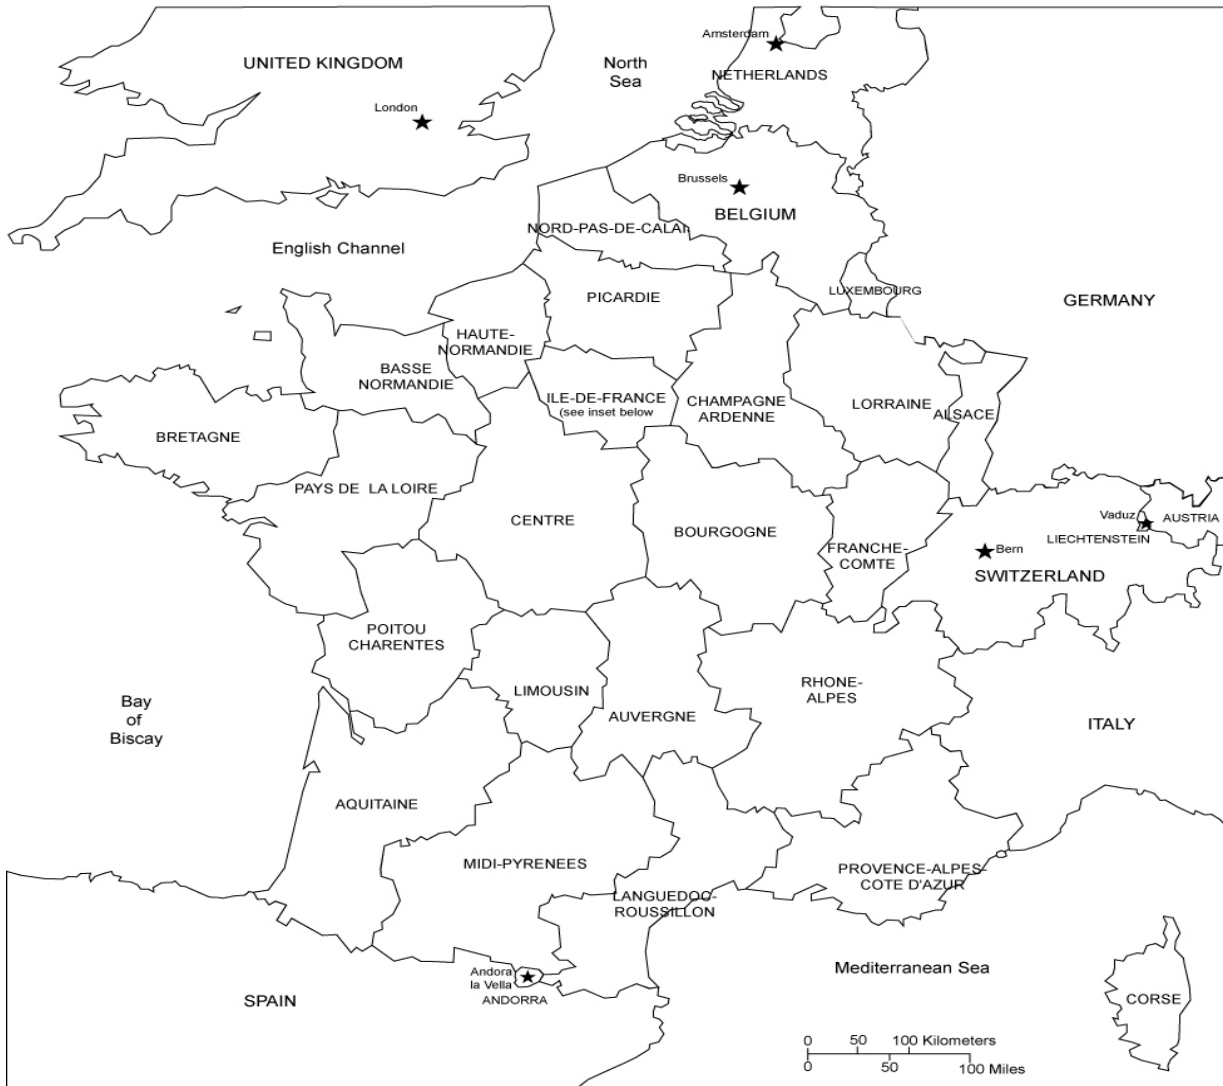 Amsterdam
North
Sea
UNITED KINGDOM
NETHERLANDS
London
Brussels
BELGIUM
NORD-PAS-DE-CALAI
English Channel
LUXEMBOURG
PICARDIE
GERMANY
HAUTE-
NORMANDIE
BASSE
NORMANDIE
ILE-DE-FRANCE
(see inset below
CHAMPAGNE
ARDENNE
LORRAINE
ALSACE
BRETAGNE
PAYS DE LA LOIRE
CENTRE
BOURGOGNE
FRANCHE-
COMTE
Vaduz
AUSTRIA
LIECHTENSTEIN
Bern
SWITZERLAND
POITOU
CHARENTES
LIMOUSIN
AUVERGNE
RHONE-
ALPES
Bay
of
Biscay
ITALY
AQUITAINE
MIDI-PYRENEES
PROVENCE-ALPES-
COTE D'AZUR
LANGUEDOC-
ROUSSILLON
Mediterranean Sea
Andora
la Vella
ANDORRA
SPAIN
CORSE
0 50 100 Kilometers
0 50 100 Miles